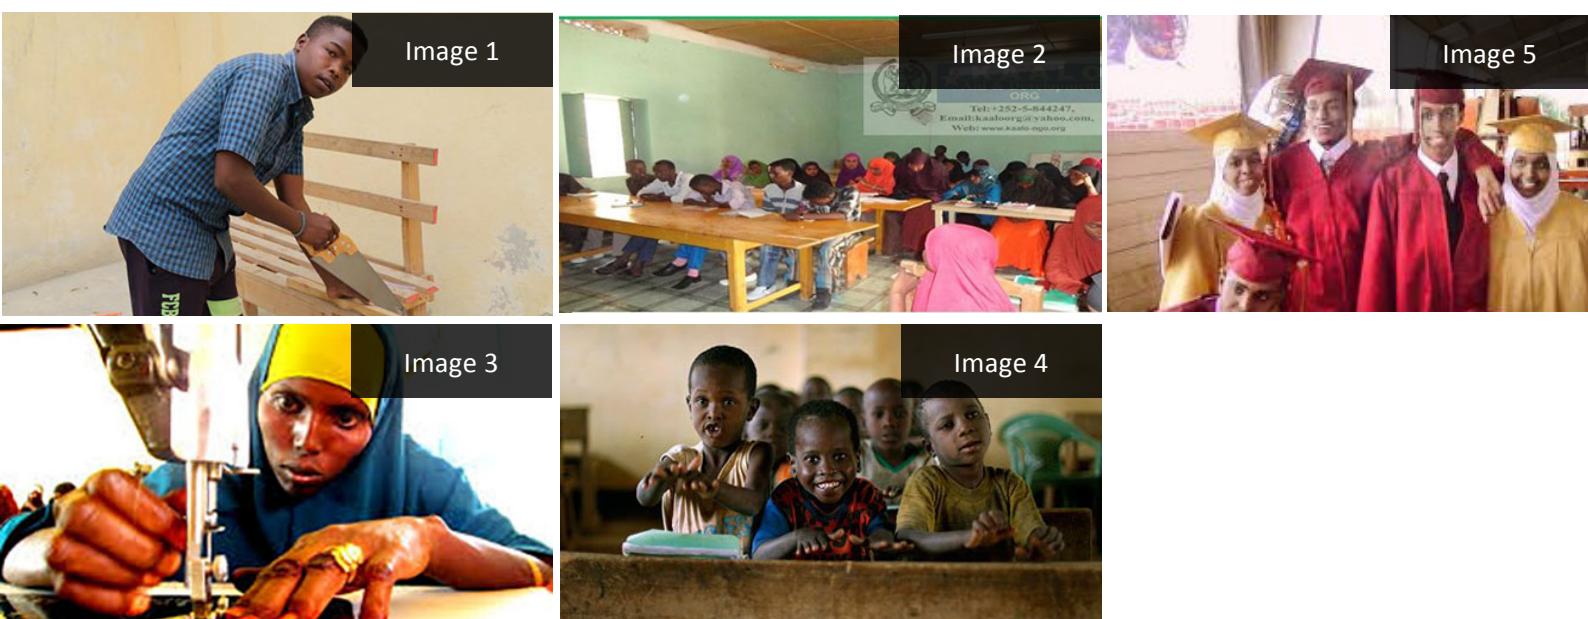 Image 1
Image 2
ORG
Tel:+252-5-844247,
Email:kaaloorg@yahoo.com,
Web: www.kaalo-ngo.org
Image 5
FCB
Image 3
Image 4